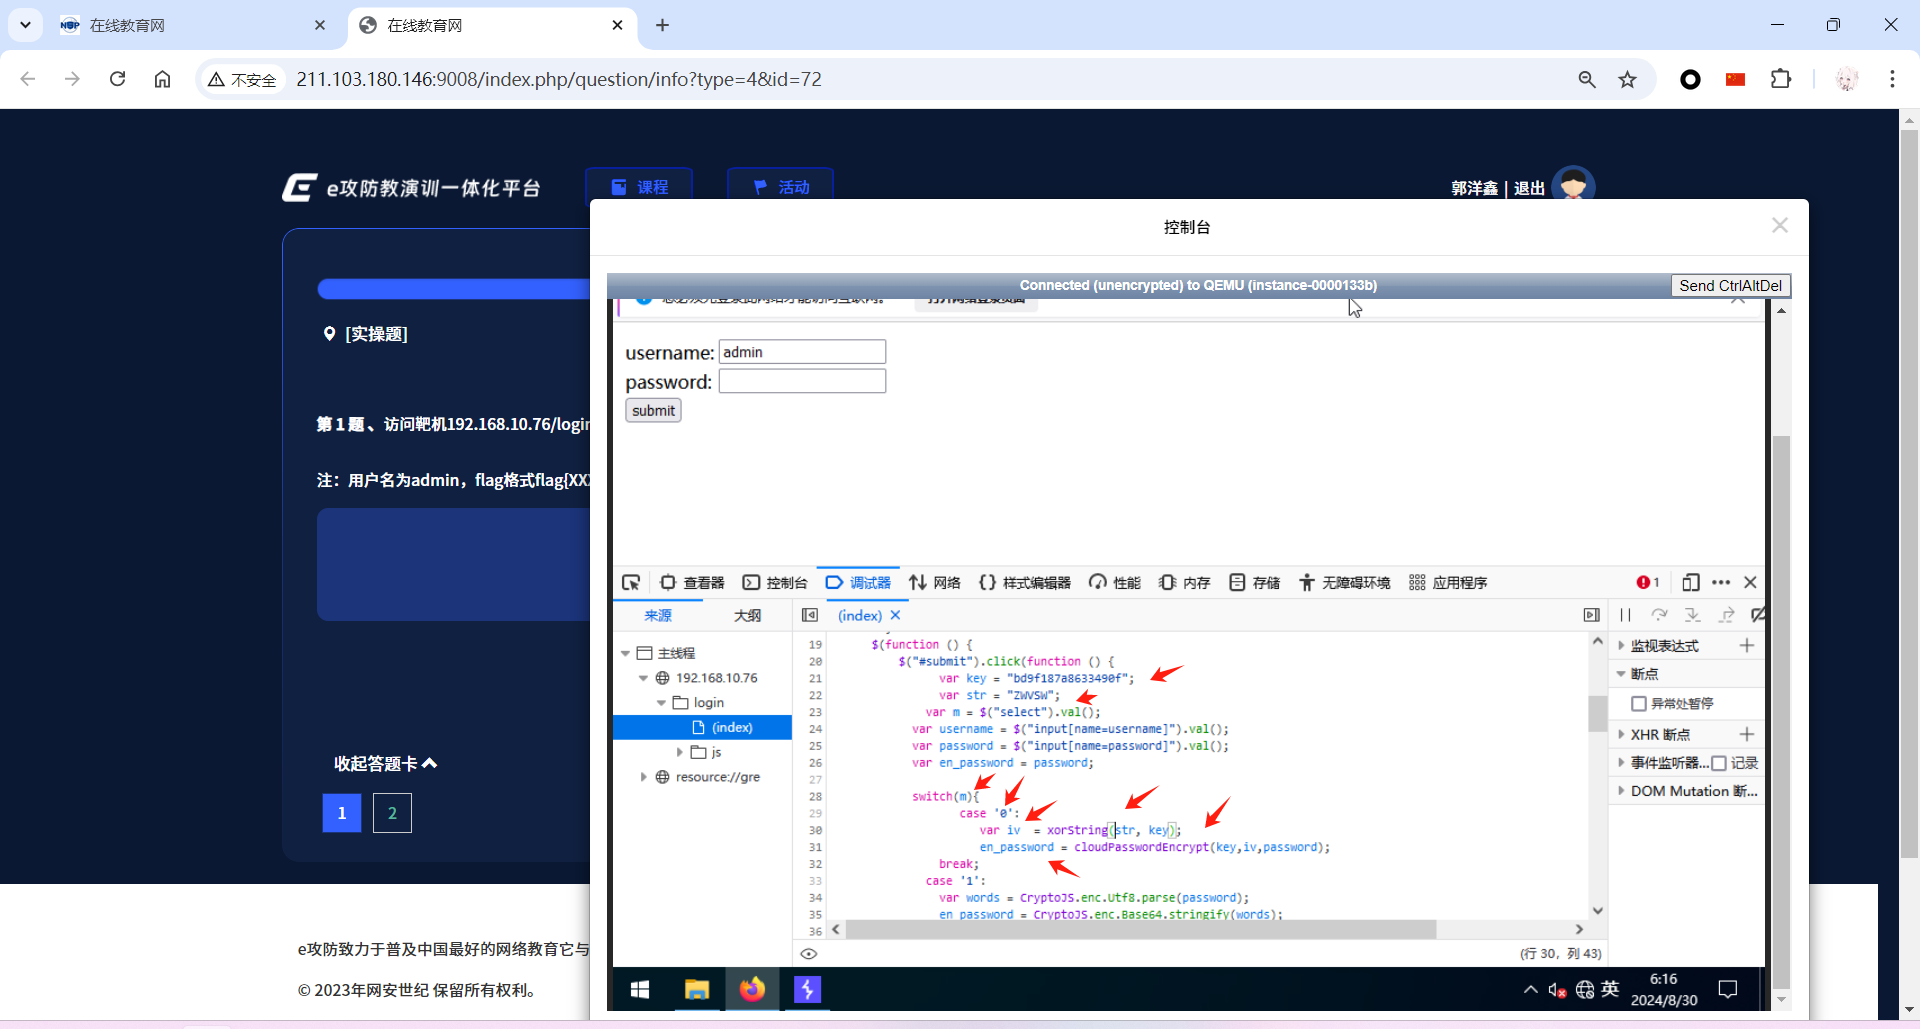 在线教育网
在线教育网
不安全
211.103.180.146:9008/index.php/question/info?type=4&id=72
e攻防教演训一体化平台
课程
活动
郭洋鑫 | 退出
控制台
Connected (unencrypted) to QEMU (instance-0000133b)
Send CtrlAltDel
[实操题]
username: admin
password:
submit
第 1 题、访问靶机192.168.10.76/login
注：用户名为admin，flag格式flag{XX
查看器
控制台
调试器
网络
样式编辑器
性能
内存
存储
无障碍环境
应用程序
1
来源
大纲
(index)
主线程
192.168.10.76
login
(index)
js
resource://gre
19 $(function () {
20 $("#submit").click(function () {
21 var key = "bd9f187a8633490f";
22 var str = "ZWVSW";
23 var m = $("select").val();
24 var username = $("input[name=username]").val();
25 var password = $("input[name=password]").val();
26 var en_password = password;
27
28 switch(m){
29 case '0':
30 var iv = xorString(str, key);
31 en_password = cloudPasswordEncrypt(key,iv,password);
32 break;
33 case '1':
34 var words = CryptoJS.enc.Utf8.parse(password);
35 en_password = CryptoJS.enc.Base64.stringify(words);
36
(行 30，列 43)
监视表达式
断点
异常处暂停
XHR 断点
事件监听器...
记录
DOM Mutation 断...
收起答题卡
1
2
e攻防致力于普及中国最好的网络教育它与
© 2023年网安世纪 保留所有权利。
英
6:16
2024/8/30